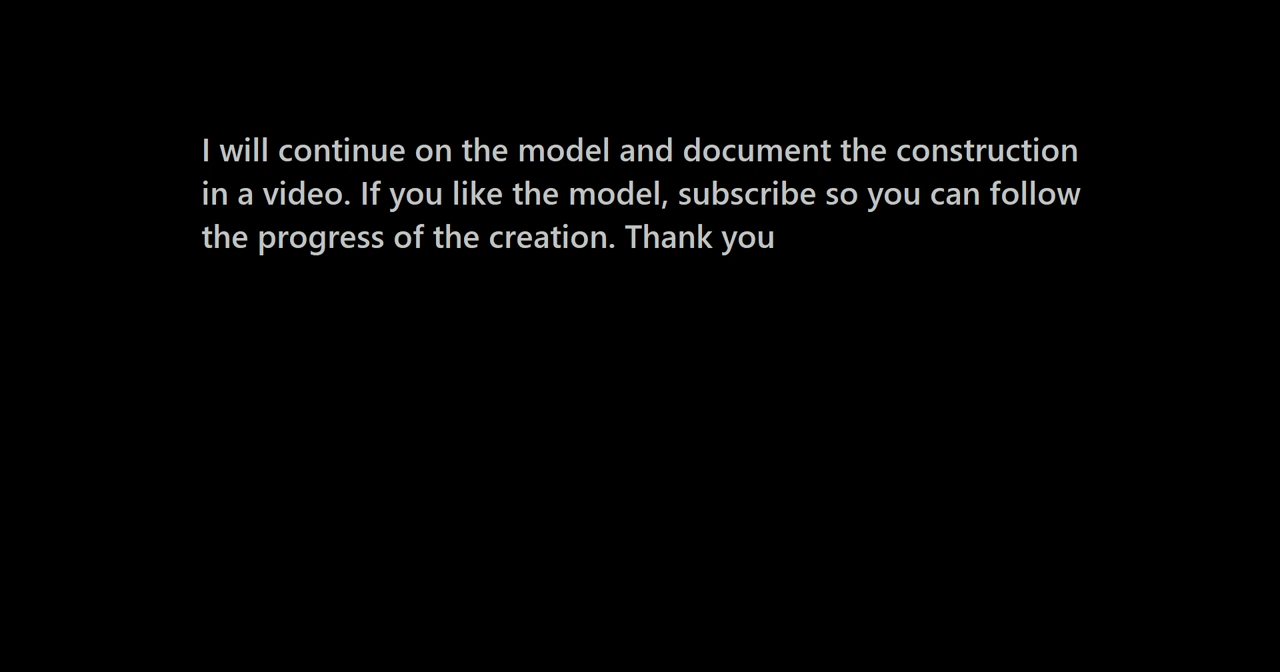 I will continue on the model and document the construction
in a video. If you like the model, subscribe so you can follow
the progress of the creation. Thank you